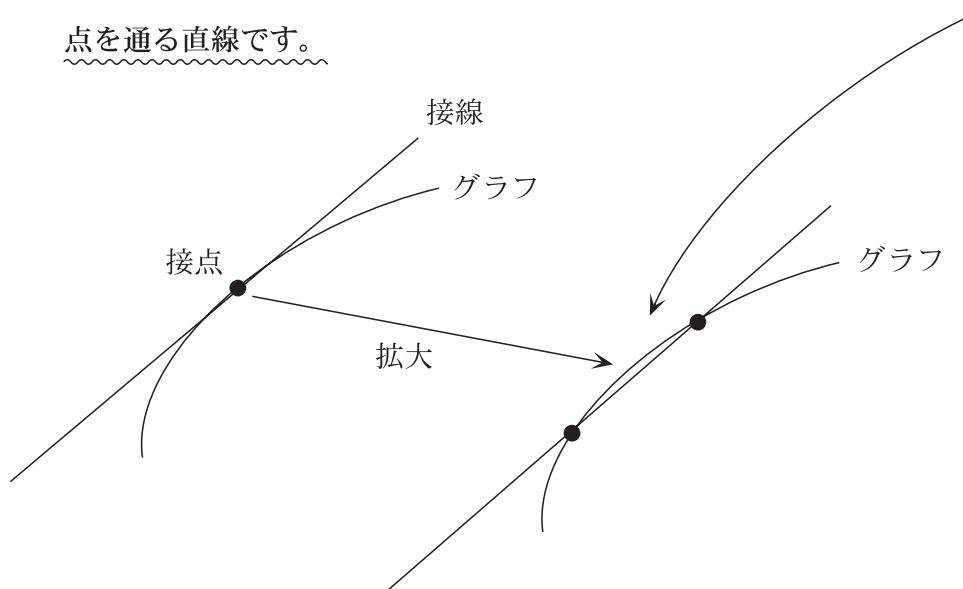 点を通る直線です。
接線
グラフ
接点
グラフ
拡大